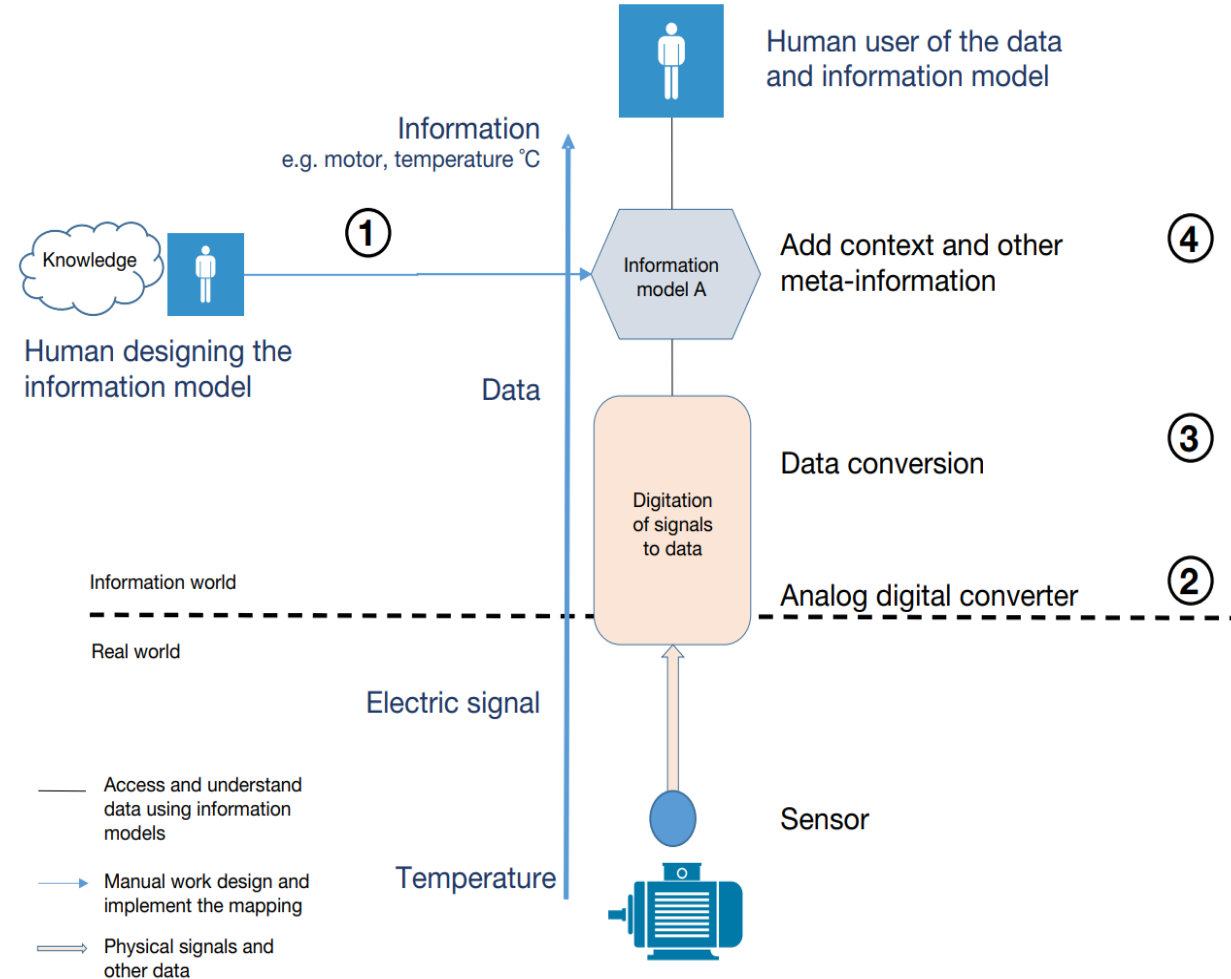 Human user of the data
and information model
Information
e.g. motor, temperature °C
1
Knowledge
Information
model A
Add context and other
meta-information
4
Human designing the
information model
Data
3
Data conversion
Digitation
of signals
to data
Information world
Analog digital converter
2
Real world
Electric signal
Access and understand
data using information
models
Sensor
Temperature
Manual work design and
implement the mapping
Physical signals and
other data